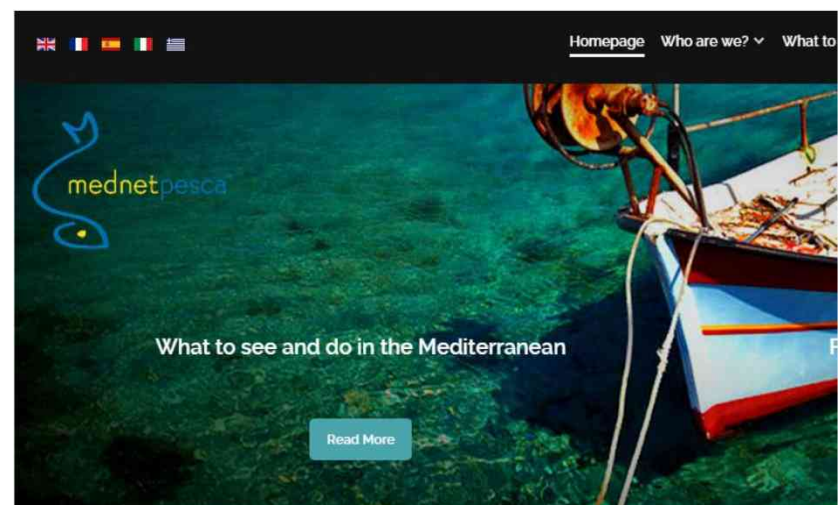 Homepage Who are we? What to
mednetpesca
What to see and do in the Mediterranean
Read More